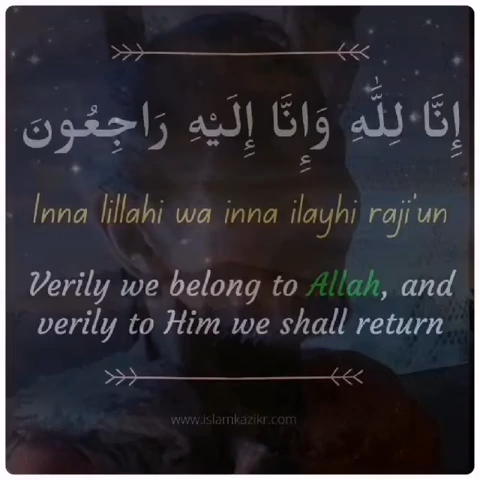 إِنَّا لِلَّٰهِ وَإِنَّا إِلَيْهِ رَاجِعُونَ
Inna lillahi wa inna ilayhi raji'un
Verily we belong to Allah, and
verily to Him we shall return
www.islamkazikr.com